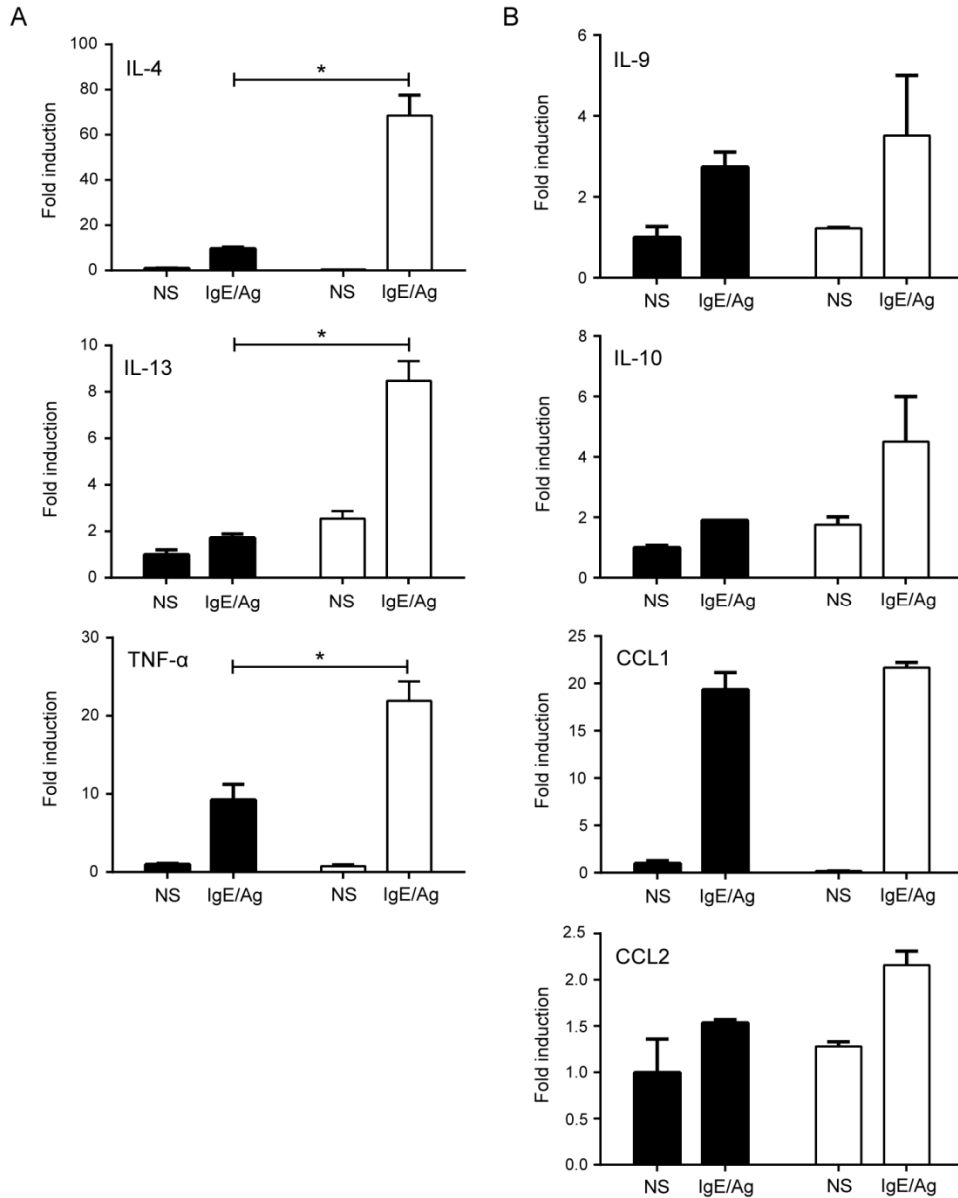 A
IL-4
*
Fold induction
100
80
60
40
20
0
NS IgE/Ag NS IgE/Ag
IL-13
*
Fold induction
10
8
6
4
2
0
NS IgE/Ag NS IgE/Ag
TNF-α
*
Fold induction
30
20
10
0
NS IgE/Ag NS IgE/Ag
B
IL-9
Fold induction
6
4
2
0
NS IgE/Ag NS IgE/Ag
IL-10
Fold induction
8
6
4
2
0
NS IgE/Ag NS IgE/Ag
CCL1
Fold induction
25
20
15
10
5
0
NS IgE/Ag NS IgE/Ag
CCL2
Fold induction
2.5
2.0
1.5
1.0
0.5
0.0
NS IgE/Ag NS IgE/Ag